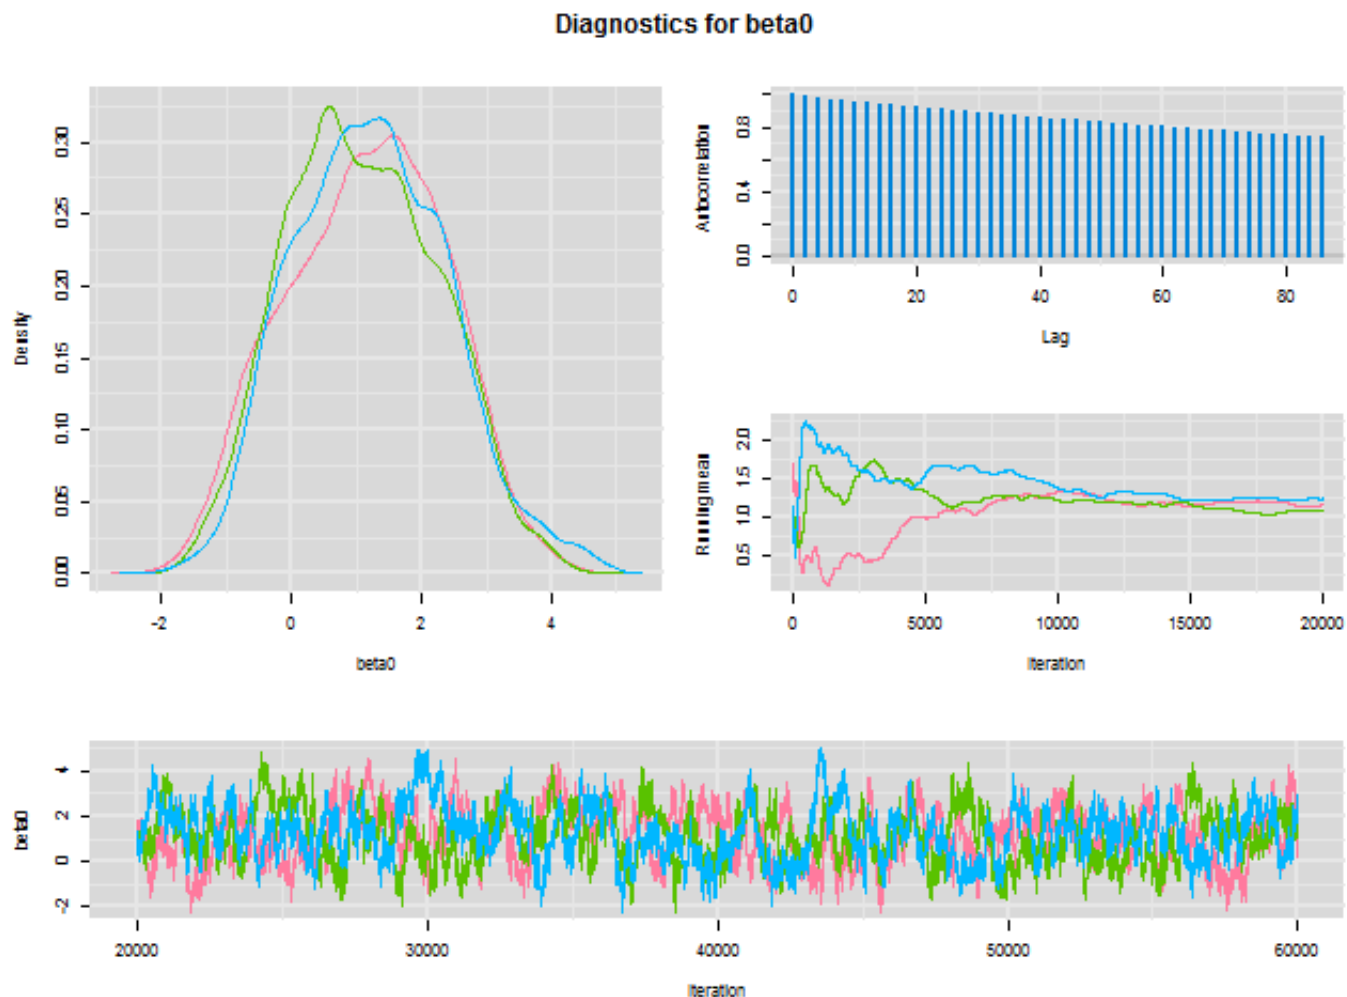 Diagnostics for beta0
Density
0.00 0.05 0.10 0.15 0.20 0.25 0.30
-2 0 2 4
beta0
Autocorrelation
0.0 0.4 0.8
0 20 40 60 80
Lag
Running mean
0.5 1.0 1.5 2.0
0 5000 10000 15000 20000
Iteration
beta0
-2 0 2 4
20000 30000 40000 50000 60000
Iteration